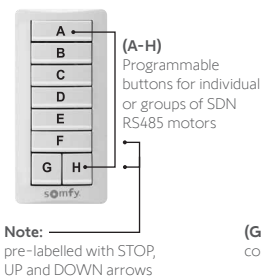 A
B
C
D
E
F
G H
somfy.
(A-H)
Programmable
buttons for individual
or groups of SDN
RS485 motors
Note:
pre-labelled with STOP,
UP and DOWN arrows
(G
co